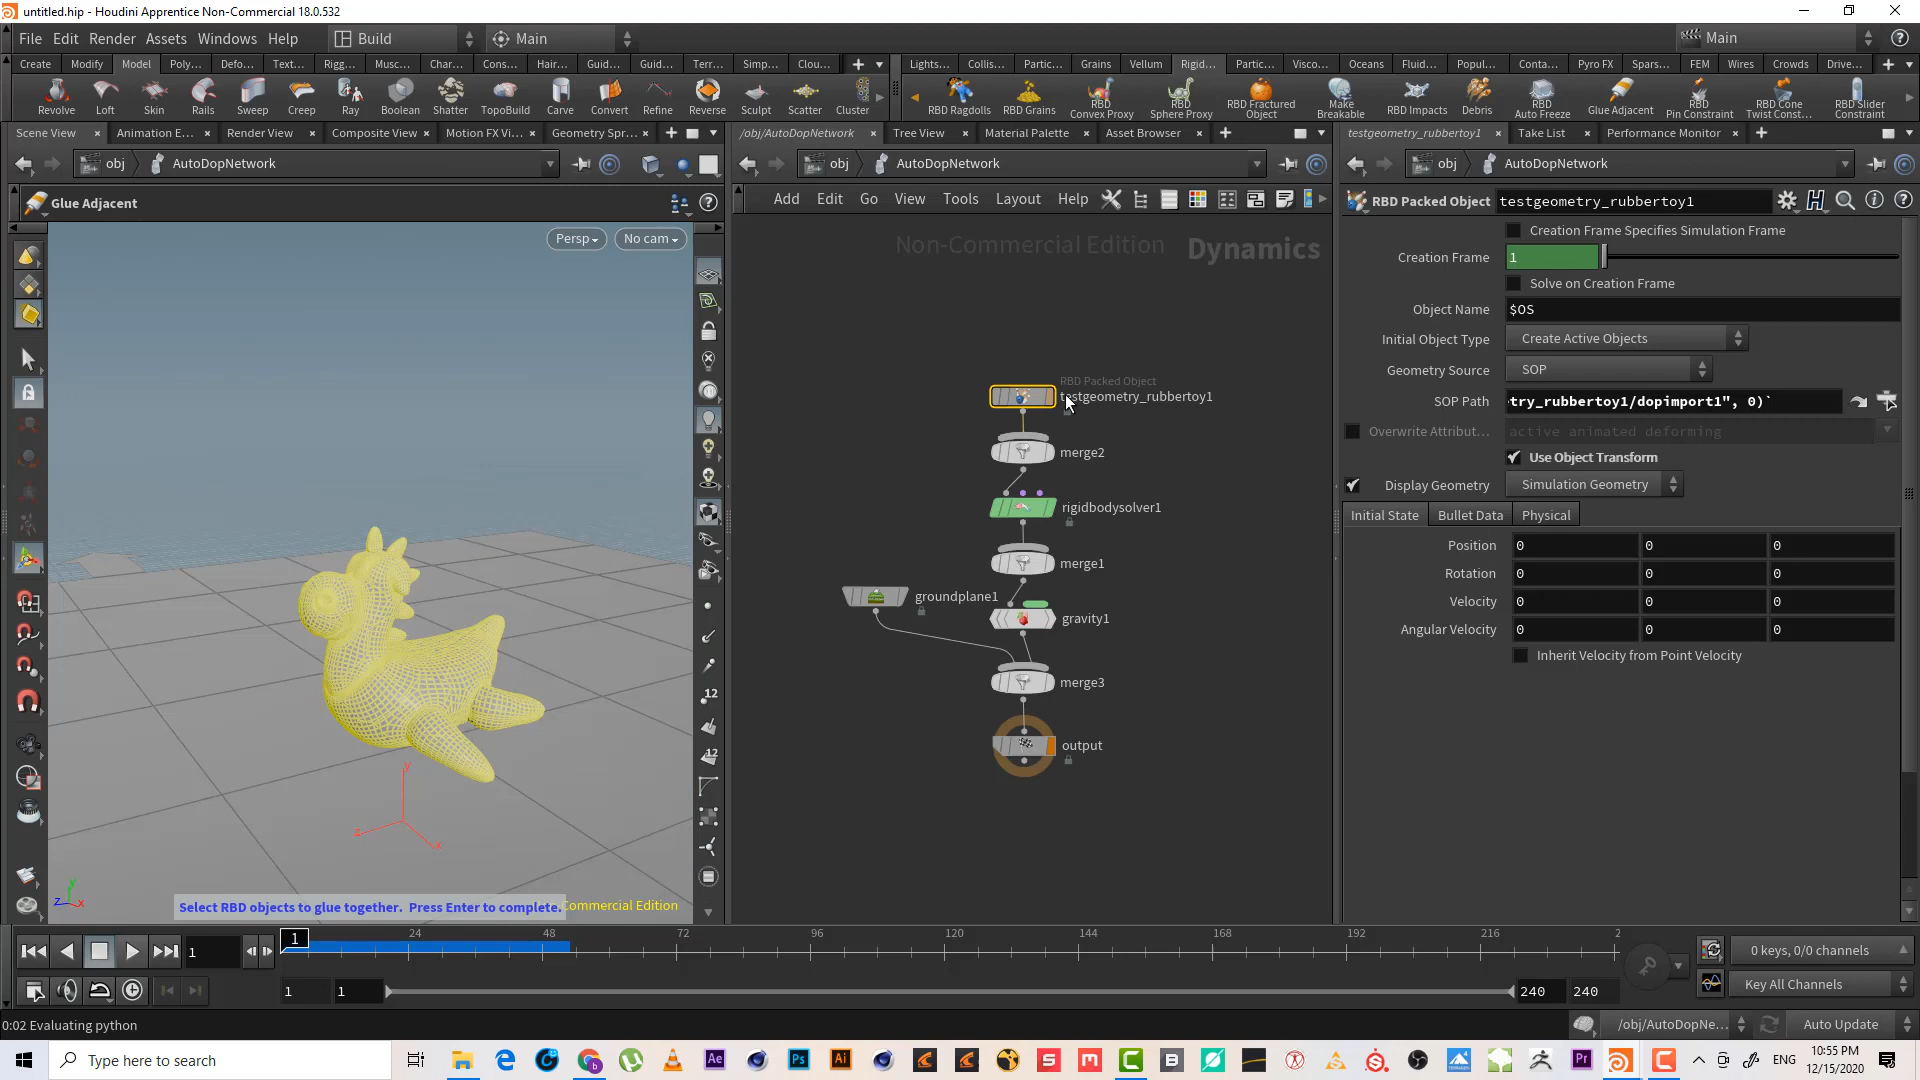 untitled.hip - Houdini Apprentice Non-Commercial 18.0.532
File Edit Render Assets Windows Help Build Main Main
Create Modify Model Poly... Defo... Text... Rigg... Musc... Char... Cons... Hair... Guid... Guid... Terr... Simp... Clou...
Lights... Collis... Partic... Grains Vellum Rigid... Partic... Visco... Oceans Fluid... Popul... Conta... Pyro FX Spars... FEM Wires Crowds Drive...
Revolve Loft Skin Rails Sweep Creep Ray Boolean Shatter TopoBuild Carve Convert Refine Reverse Sculpt Scatter Cluster
RBD Ragdolls RBD Grains RBD Convex Proxy RBD Sphere Proxy RBD Fractured Object Make Breakable RBD Impacts Debris RBD Auto Freeze Glue Adjacent RBD Pin Constraint RBD Cone Twist Const... RBD Slider Constraint
Scene View Animation E... Render View Composite View Motion FX Vi... Geometry Spr...
/obj/AutoDopNetwork Tree View Material Palette Asset Browser
testgeometry_rubbertoy1 Take List Performance Monitor
obj AutoDopNetwork
obj AutoDopNetwork
obj AutoDopNetwork
Glue Adjacent
Add Edit Go View Tools Layout Help
RBD Packed Object testgeometry_rubbertoy1
Persp No cam
Non-Commercial Edition Dynamics
Creation Frame Specifies Simulation Frame
Creation Frame 1
Solve on Creation Frame
Object Name $OS
Initial Object Type Create Active Objects
Geometry Source SOP
SOP Path try_rubbertoy1/dopimport1", 0)`
Overwrite Attribut... active animated deforming
Use Object Transform
Display Geometry Simulation Geometry
Initial State Bullet Data Physical
Position 0 0 0
Rotation 0 0 0
Velocity 0 0 0
Angular Velocity 0 0 0
Inherit Velocity from Point Velocity
RBD Packed Object
testgeometry_rubbertoy1
merge2
rigidbodysolver1
merge1
groundplane1
gravity1
merge3
output
12
12
y
z
x
y
z x
Select RBD objects to glue together. Press Enter to complete. Commercial Edition
1 24 48 72 96 120 144 168 192 216 2
1
0 keys, 0/0 channels
1 1 240 240
Key All Channels
0:02 Evaluating python
/obj/AutoDopNe... Auto Update
Type here to search
Ae Ps Ai S M C B Pr C
ENG
10:55 PM
12/15/2020